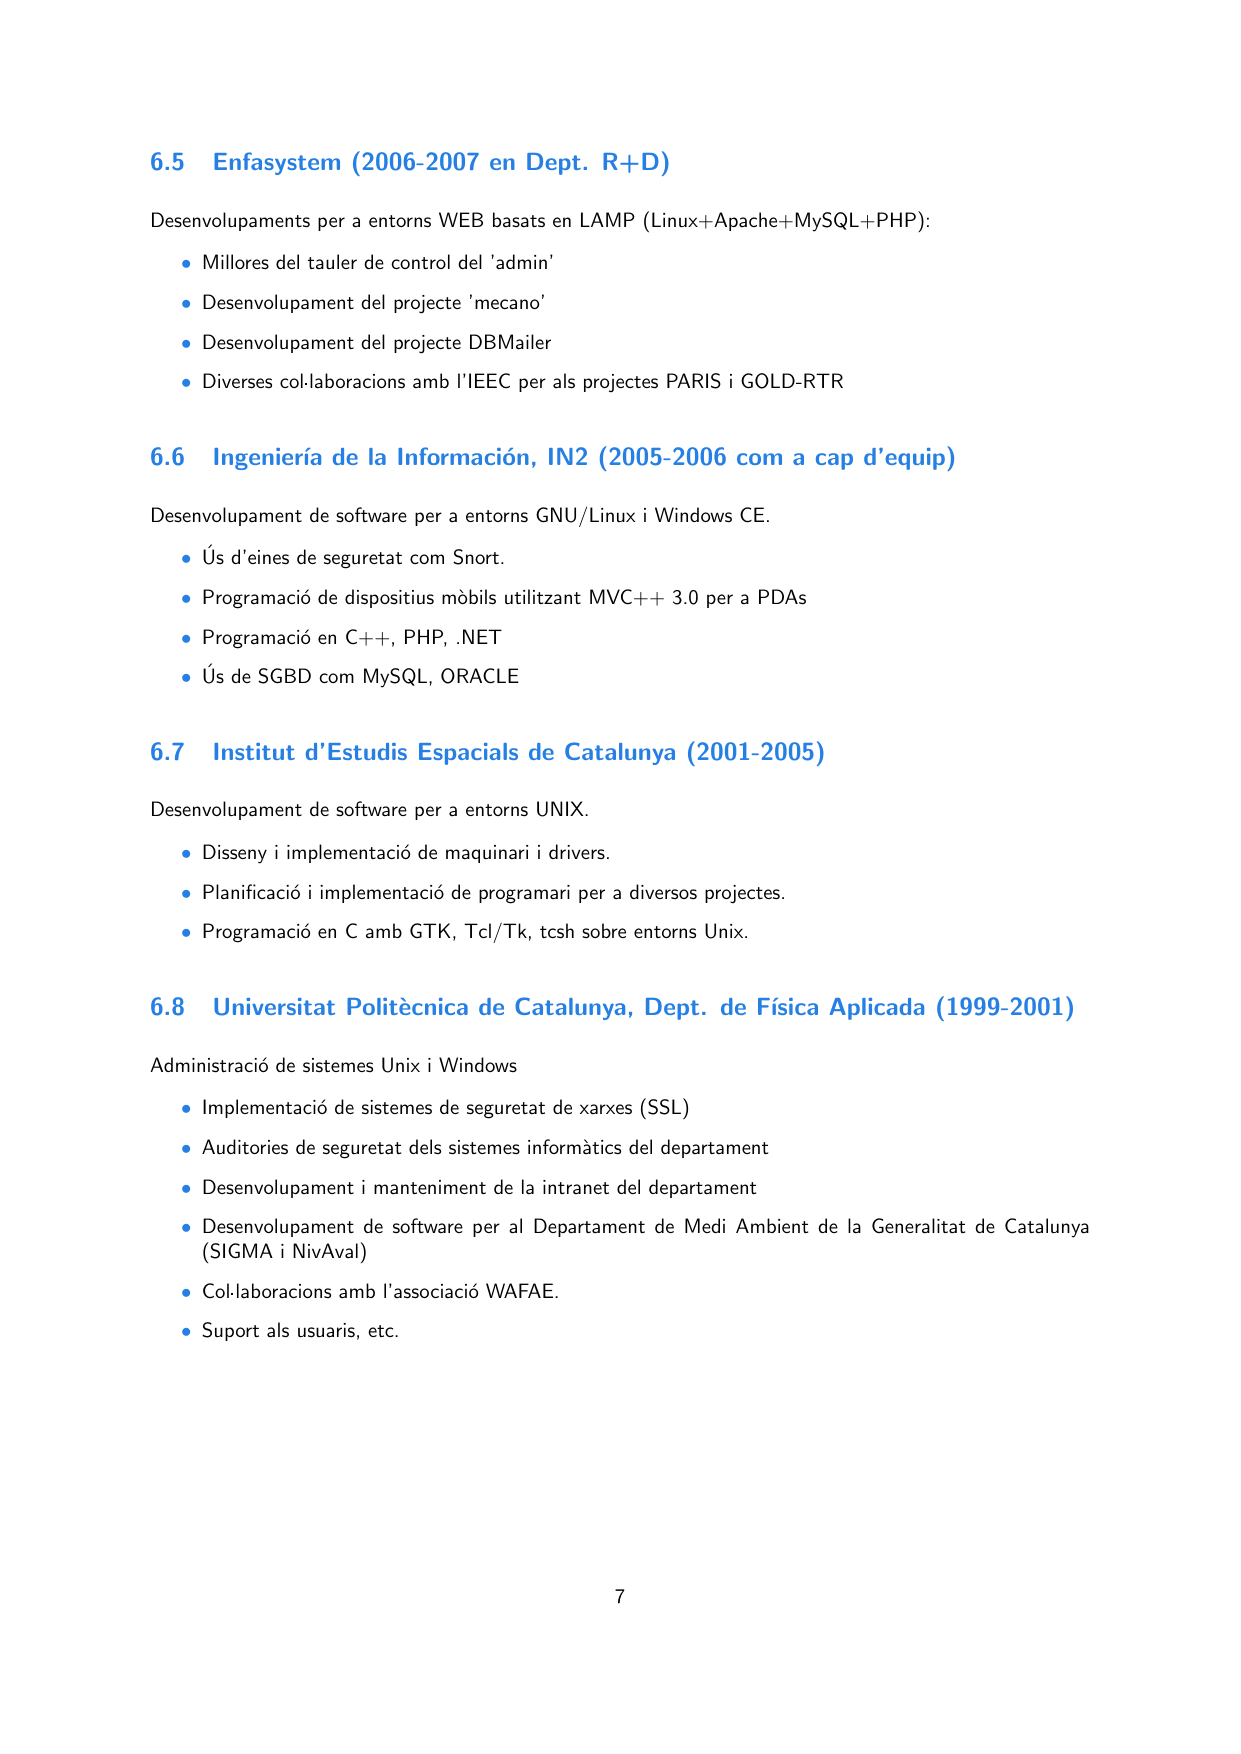 6.5 Enfasystem (2006-2007 en Dept. R+D)
Desenvolupaments per a entorns WEB basats en LAMP (Linux+Apache+MySQL+PHP):
• Millores del tauler de control del 'admin'
• Desenvolupament del projecte 'mecano'
• Desenvolupament del projecte DBMailer
• Diverses col·laboracions amb l'IEEC per als projectes PARIS i GOLD-RTR
6.6 Ingeniería de la Información, IN2 (2005-2006 com a cap d'equip)
Desenvolupament de software per a entorns GNU/Linux i Windows CE.
• Ús d'eines de seguretat com Snort.
• Programació de dispositius mòbils utilitzant MVC++ 3.0 per a PDAs
• Programació en C++, PHP, .NET
• Ús de SGBD com MySQL, ORACLE
6.7 Institut d'Estudis Espacials de Catalunya (2001-2005)
Desenvolupament de software per a entorns UNIX.
• Disseny i implementació de maquinari i drivers.
• Planificació i implementació de programari per a diversos projectes.
• Programació en C amb GTK, Tcl/Tk, tcsh sobre entorns Unix.
6.8 Universitat Politècnica de Catalunya, Dept. de Física Aplicada (1999-2001)
Administració de sistemes Unix i Windows
• Implementació de sistemes de seguretat de xarxes (SSL)
• Auditories de seguretat dels sistemes informàtics del departament
• Desenvolupament i manteniment de la intranet del departament
• Desenvolupament de software per al Departament de Medi Ambient de la Generalitat de Catalunya
(SIGMA i NivAval)
• Col·laboracions amb l'associació WAFAE.
• Suport als usuaris, etc.
7